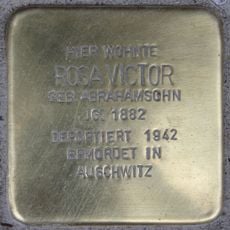 HIER WOHNTE
ROSA VICTOR
GEB. ABRAHAMSOHN
JG. 1882
DEPORTIERT 1942
ERMORDET IN
AUSCHWITZ